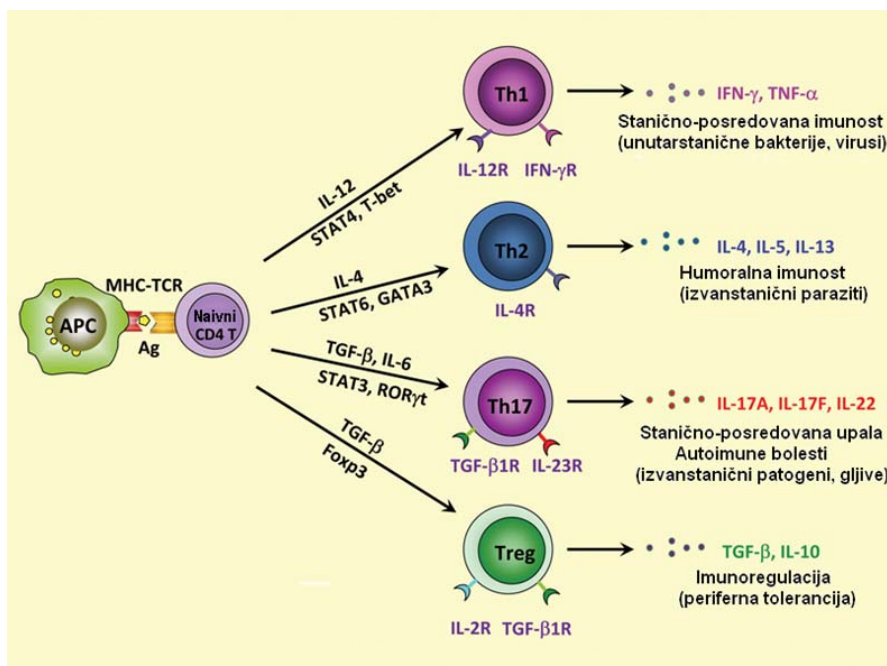 Th1
IL-12R IFN-γR
IFN-γ, TNF-α
Stanično-posredovana imunost
(unutarstanične bakterije, virusi)
IL-12
STAT4, T-bet
Th2
IL-4R
IL-4, IL-5, IL-13
Humoralna imunost
(izvanstanični paraziti)
IL-4
STAT6, GATA3
MHC-TCR
APC
Ag
Naivni
CD4 T
TGF-β, IL-6
STAT3, RORγt
Th17
TGF-β1R IL-23R
IL-17A, IL-17F, IL-22
Stanično-posredovana upala
Autoimune bolesti
(izvanstanični patogeni, gljive)
TGF-β
Foxp3
Treg
IL-2R TGF-β1R
TGF-β, IL-10
Imunoregulacija
(periferna tolerancija)